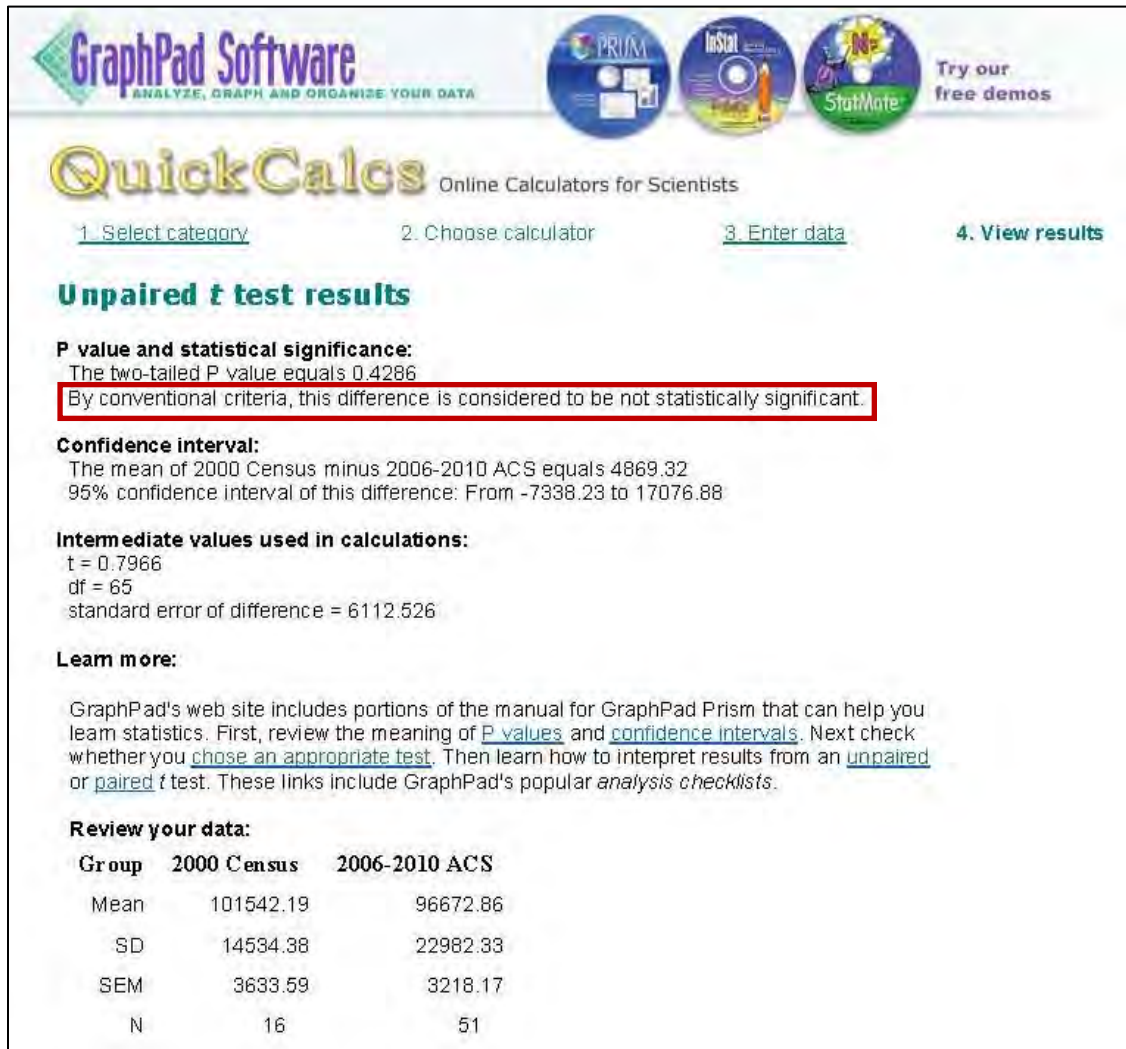 GraphPad Software
ANALYZE, GRAPH AND ORGANIZE YOUR DATA
PRISM
InStat
StatMate
Try our
free demos
QuickCalcs Online Calculators for Scientists
1. Select category 2. Choose calculator 3. Enter data 4. View results
Unpaired t test results
P value and statistical significance:
The two-tailed P value equals 0.4286
By conventional criteria, this difference is considered to be not statistically significant.
Confidence interval:
The mean of 2000 Census minus 2006-2010 ACS equals 4869.32
95% confidence interval of this difference: From -7338.23 to 17076.88
Intermediate values used in calculations:
t = 0.7966
df = 65
standard error of difference = 6112.526
Learn more:
GraphPad's web site includes portions of the manual for GraphPad Prism that can help you
learn statistics. First, review the meaning of P values and confidence intervals. Next check
whether you chose an appropriate test. Then learn how to interpret results from an unpaired
or paired t test. These links include GraphPad's popular analysis checklists.
Review your data:
Group 2000 Census 2006-2010 ACS
Mean 101542.19 96672.86
SD 14534.38 22982.33
SEM 3633.59 3218.17
N 16 51